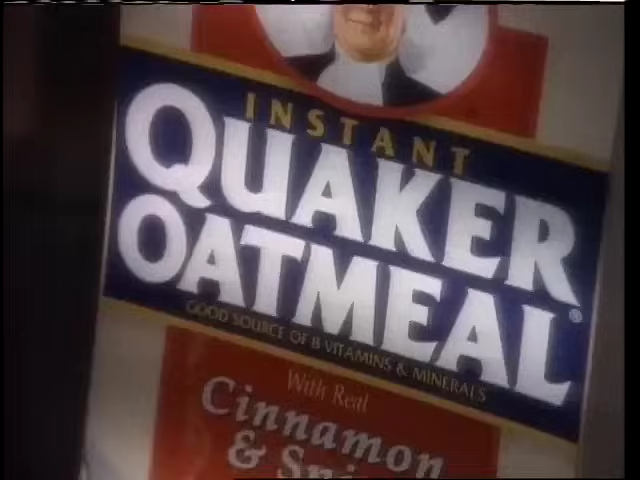 INSTANT
QUAKER
OATMEAL®
GOOD SOURCE OF B VITAMINS & MINERALS
With Real
Cinnamon
&